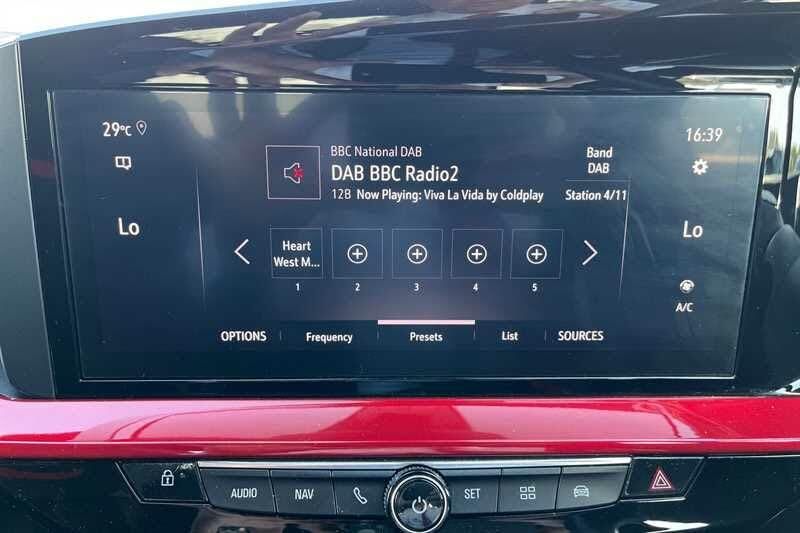 29°C
16:39
BBC National DAB
DAB BBC Radio2
12B Now Playing: Viva La Vida by Coldplay
Band
DAB
Station 4/11
Lo
Lo
Heart
West M...
1
2
3
4
5
A/C
OPTIONS
Frequency
Presets
List
SOURCES
AUDIO
NAV
SET